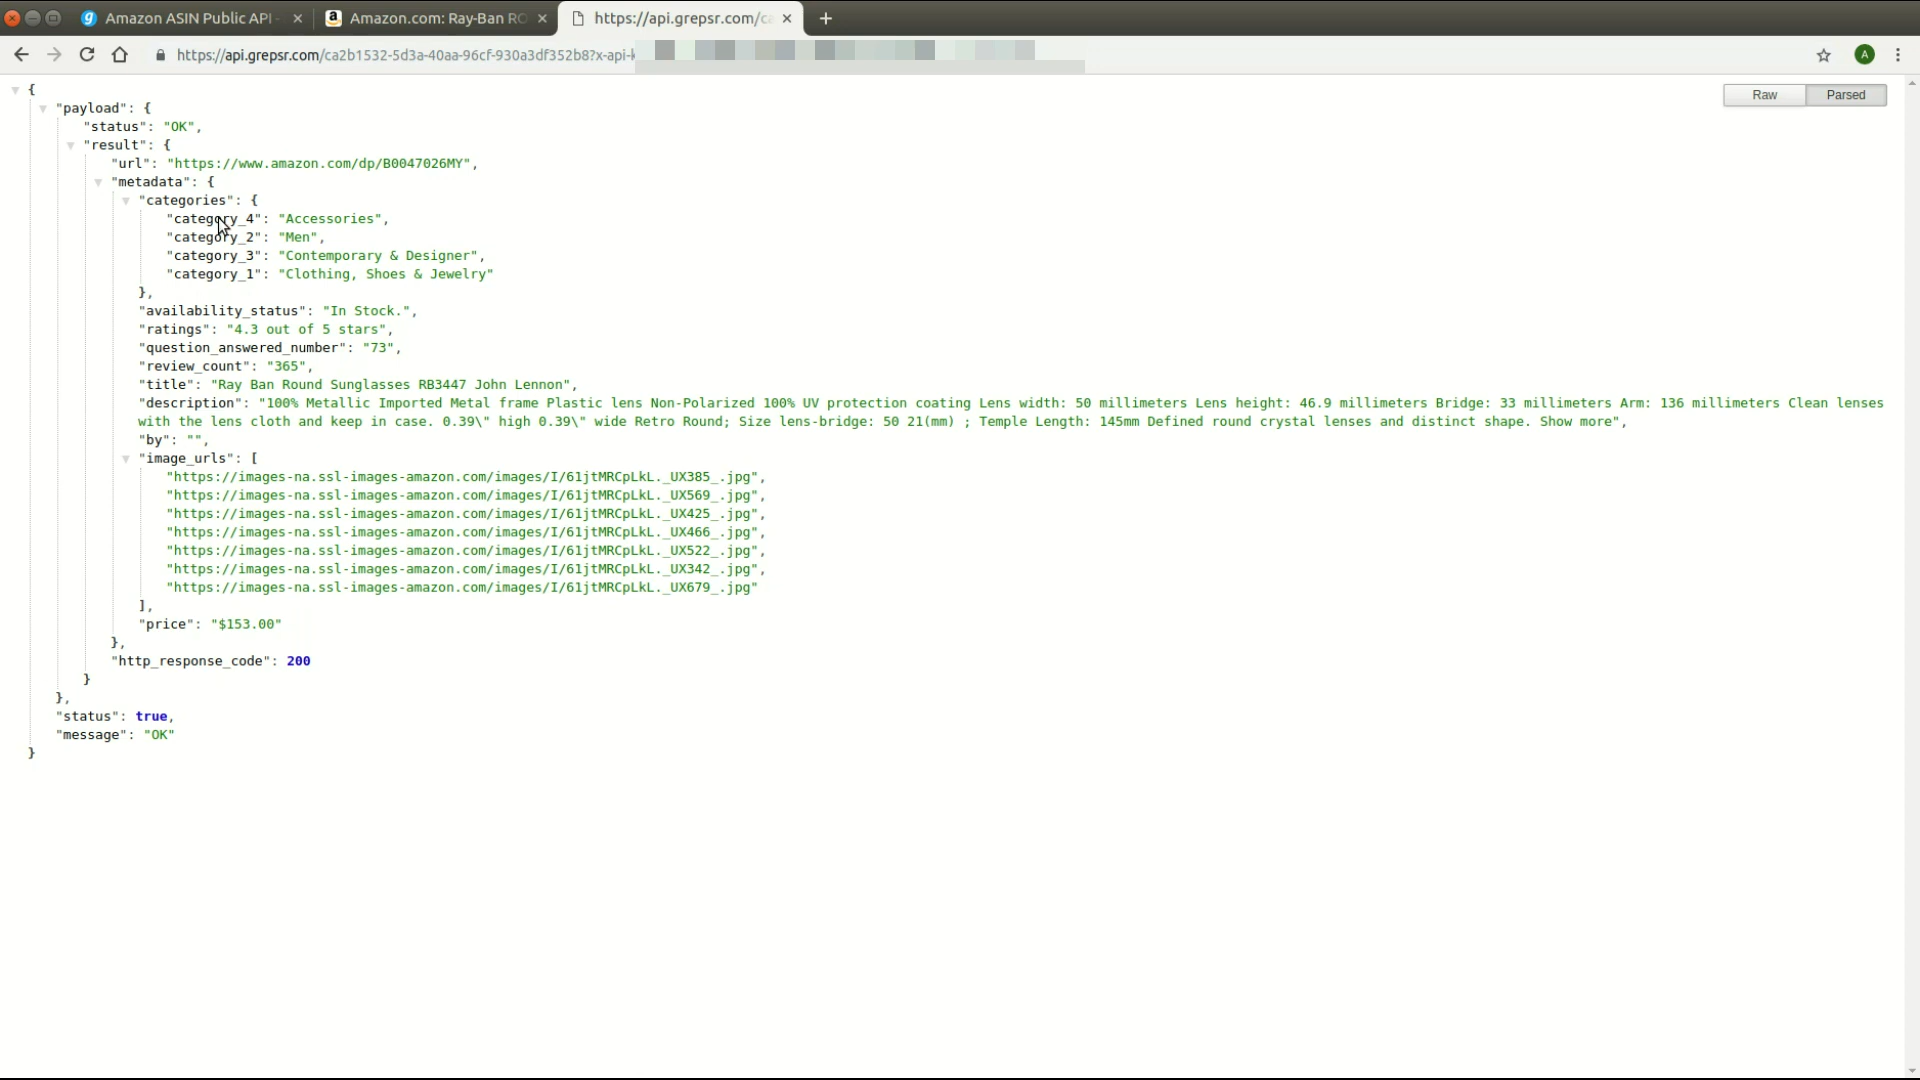 Amazon ASIN Public API
Amazon.com: Ray-Ban RO
https://api.grepsr.com/ca
https://api.grepsr.com/ca2b1532-5d3a-40aa-96cf-930a3df352b8?x-api-k
A
Raw
Parsed
{
"payload": {
"status": "OK",
"result": {
"url": "https://www.amazon.com/dp/B0047026MY",
"metadata": {
"categories": {
"category_4": "Accessories",
"category_2": "Men",
"category_3": "Contemporary & Designer",
"category_1": "Clothing, Shoes & Jewelry"
},
"availability_status": "In Stock.",
"ratings": "4.3 out of 5 stars",
"question_answered_number": "73",
"review_count": "365",
"title": "Ray Ban Round Sunglasses RB3447 John Lennon",
"description": "100% Metallic Imported Metal frame Plastic lens Non-Polarized 100% UV protection coating Lens width: 50 millimeters Lens height: 46.9 millimeters Bridge: 33 millimeters Arm: 136 millimeters Clean lenses
with the lens cloth and keep in case. 0.39\" high 0.39\" wide Retro Round; Size lens-bridge: 50 21(mm) ; Temple Length: 145mm Defined round crystal lenses and distinct shape. Show more",
"by": "",
"image_urls": [
"https://images-na.ssl-images-amazon.com/images/I/61jtMRCpLkL._UX385_.jpg",
"https://images-na.ssl-images-amazon.com/images/I/61jtMRCpLkL._UX569_.jpg",
"https://images-na.ssl-images-amazon.com/images/I/61jtMRCpLkL._UX425_.jpg",
"https://images-na.ssl-images-amazon.com/images/I/61jtMRCpLkL._UX466_.jpg",
"https://images-na.ssl-images-amazon.com/images/I/61jtMRCpLkL._UX522_.jpg",
"https://images-na.ssl-images-amazon.com/images/I/61jtMRCpLkL._UX342_.jpg",
"https://images-na.ssl-images-amazon.com/images/I/61jtMRCpLkL._UX679_.jpg"
],
"price": "$153.00"
},
"http_response_code": 200
}
},
"status": true,
"message": "OK"
}